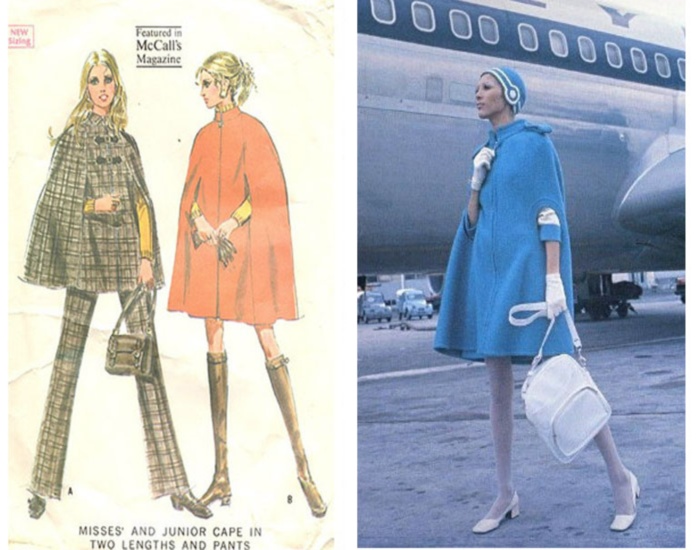 NEW
Sizing
Featured in
McCall's
Magazine
A
B
MISSES' AND JUNIOR CAPE IN
TWO LENGTHS AND PANTS